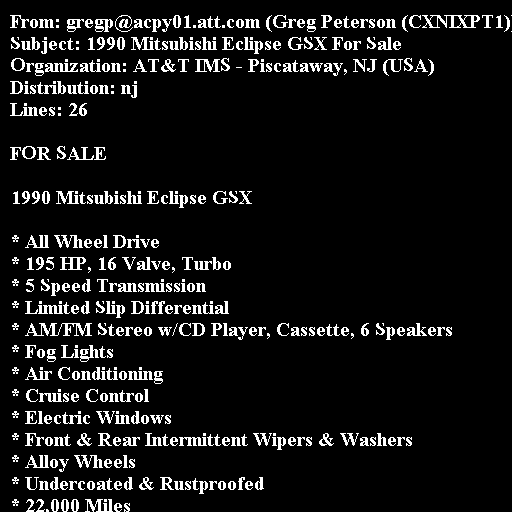 From: gregp@acpy01.att.com (Greg Peterson (CXNIXPT1))
Subject: 1990 Mitsubishi Eclipse GSX For Sale
Organization: AT&T IMS - Piscataway, NJ (USA)
Distribution: nj
Lines: 26
FOR SALE
1990 Mitsubishi Eclipse GSX
* All Wheel Drive
* 195 HP, 16 Valve, Turbo
* 5 Speed Transmission
* Limited Slip Differential
* AM/FM Stereo w/CD Player, Cassette, 6 Speakers
* Fog Lights
* Air Conditioning
* Cruise Control
* Electric Windows
* Front & Rear Intermittent Wipers & Washers
* Alloy Wheels
* Undercoated & Rustproofed
* 22,000 Miles